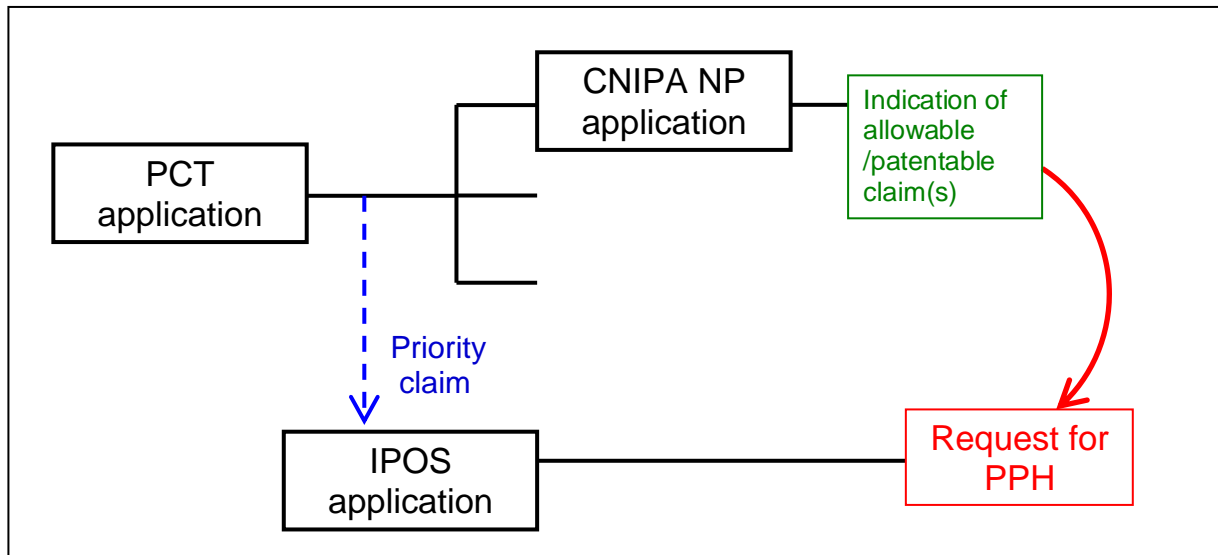 CNIPA NP
application
Indication of
allowable
/patentable
claim(s)
PCT
application
Priority
claim
IPOS
application
Request for
PPH